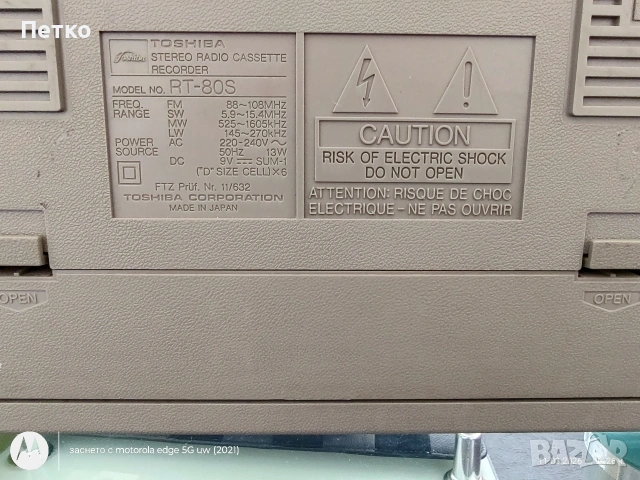 Петко
Toshiba TOSHIBA
STEREO RADIO CASSETTE
RECORDER
MODEL NO. RT-80S
FREQ. FM 88~108MHz
RANGE SW 5.9~15.4MHz
MW 525~1605kHz
LW 145~270kHz
POWER AC 220-240V~
SOURCE 50Hz 13W
DC 9V SUM-1
("D" SIZE CELL)×6
FTZ Prüf. Nr. 11/632
TOSHIBA CORPORATION
MADE IN JAPAN
CAUTION
RISK OF ELECTRIC SHOCK
DO NOT OPEN
ATTENTION: RISQUE DE CHOC
ELECTRIQUE – NE PAS OUVRIR
OPEN
OPEN
заснето с motorola edge 5G uw (2021)
BAZAR